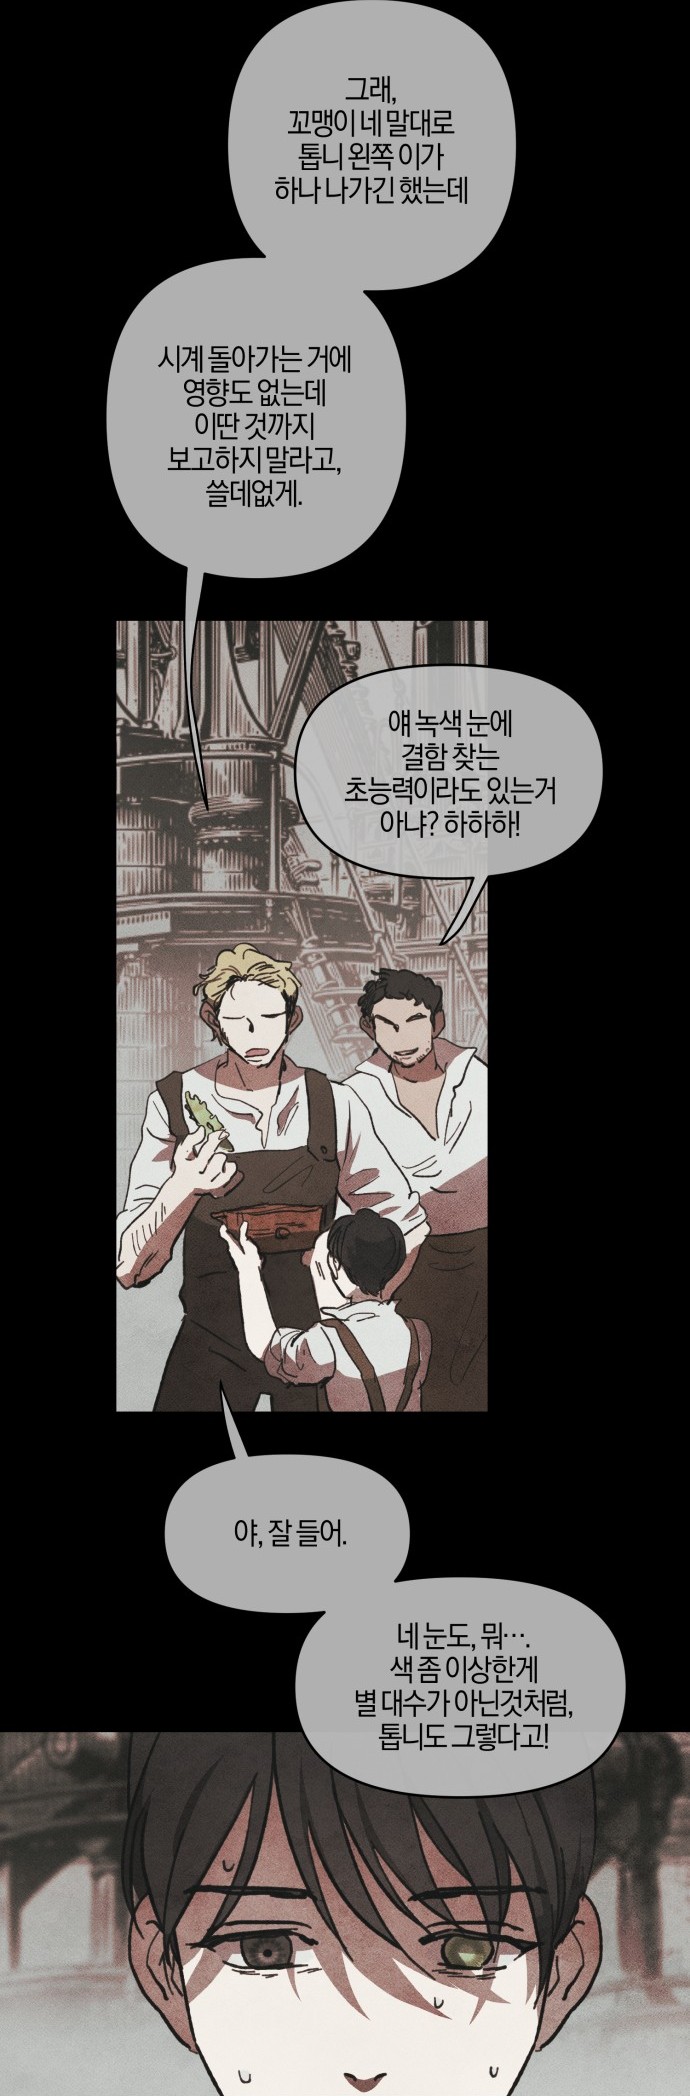 그래,
꼬맹이 네 말대로
톱니 왼쪽 이가
하나 나가긴 했는데
시계 돌아가는 거에
영향도 없는데
이딴 것까지
보고하지 말라고,
쓸데없게.
얘 녹색 눈에
결함 찾는
초능력이라도 있는거
아냐? 하하하!
야, 잘 들어.
네 눈도, 뭐….
색 좀 이상한게
별 대수가 아닌것처럼,
톱니도 그렇다고!